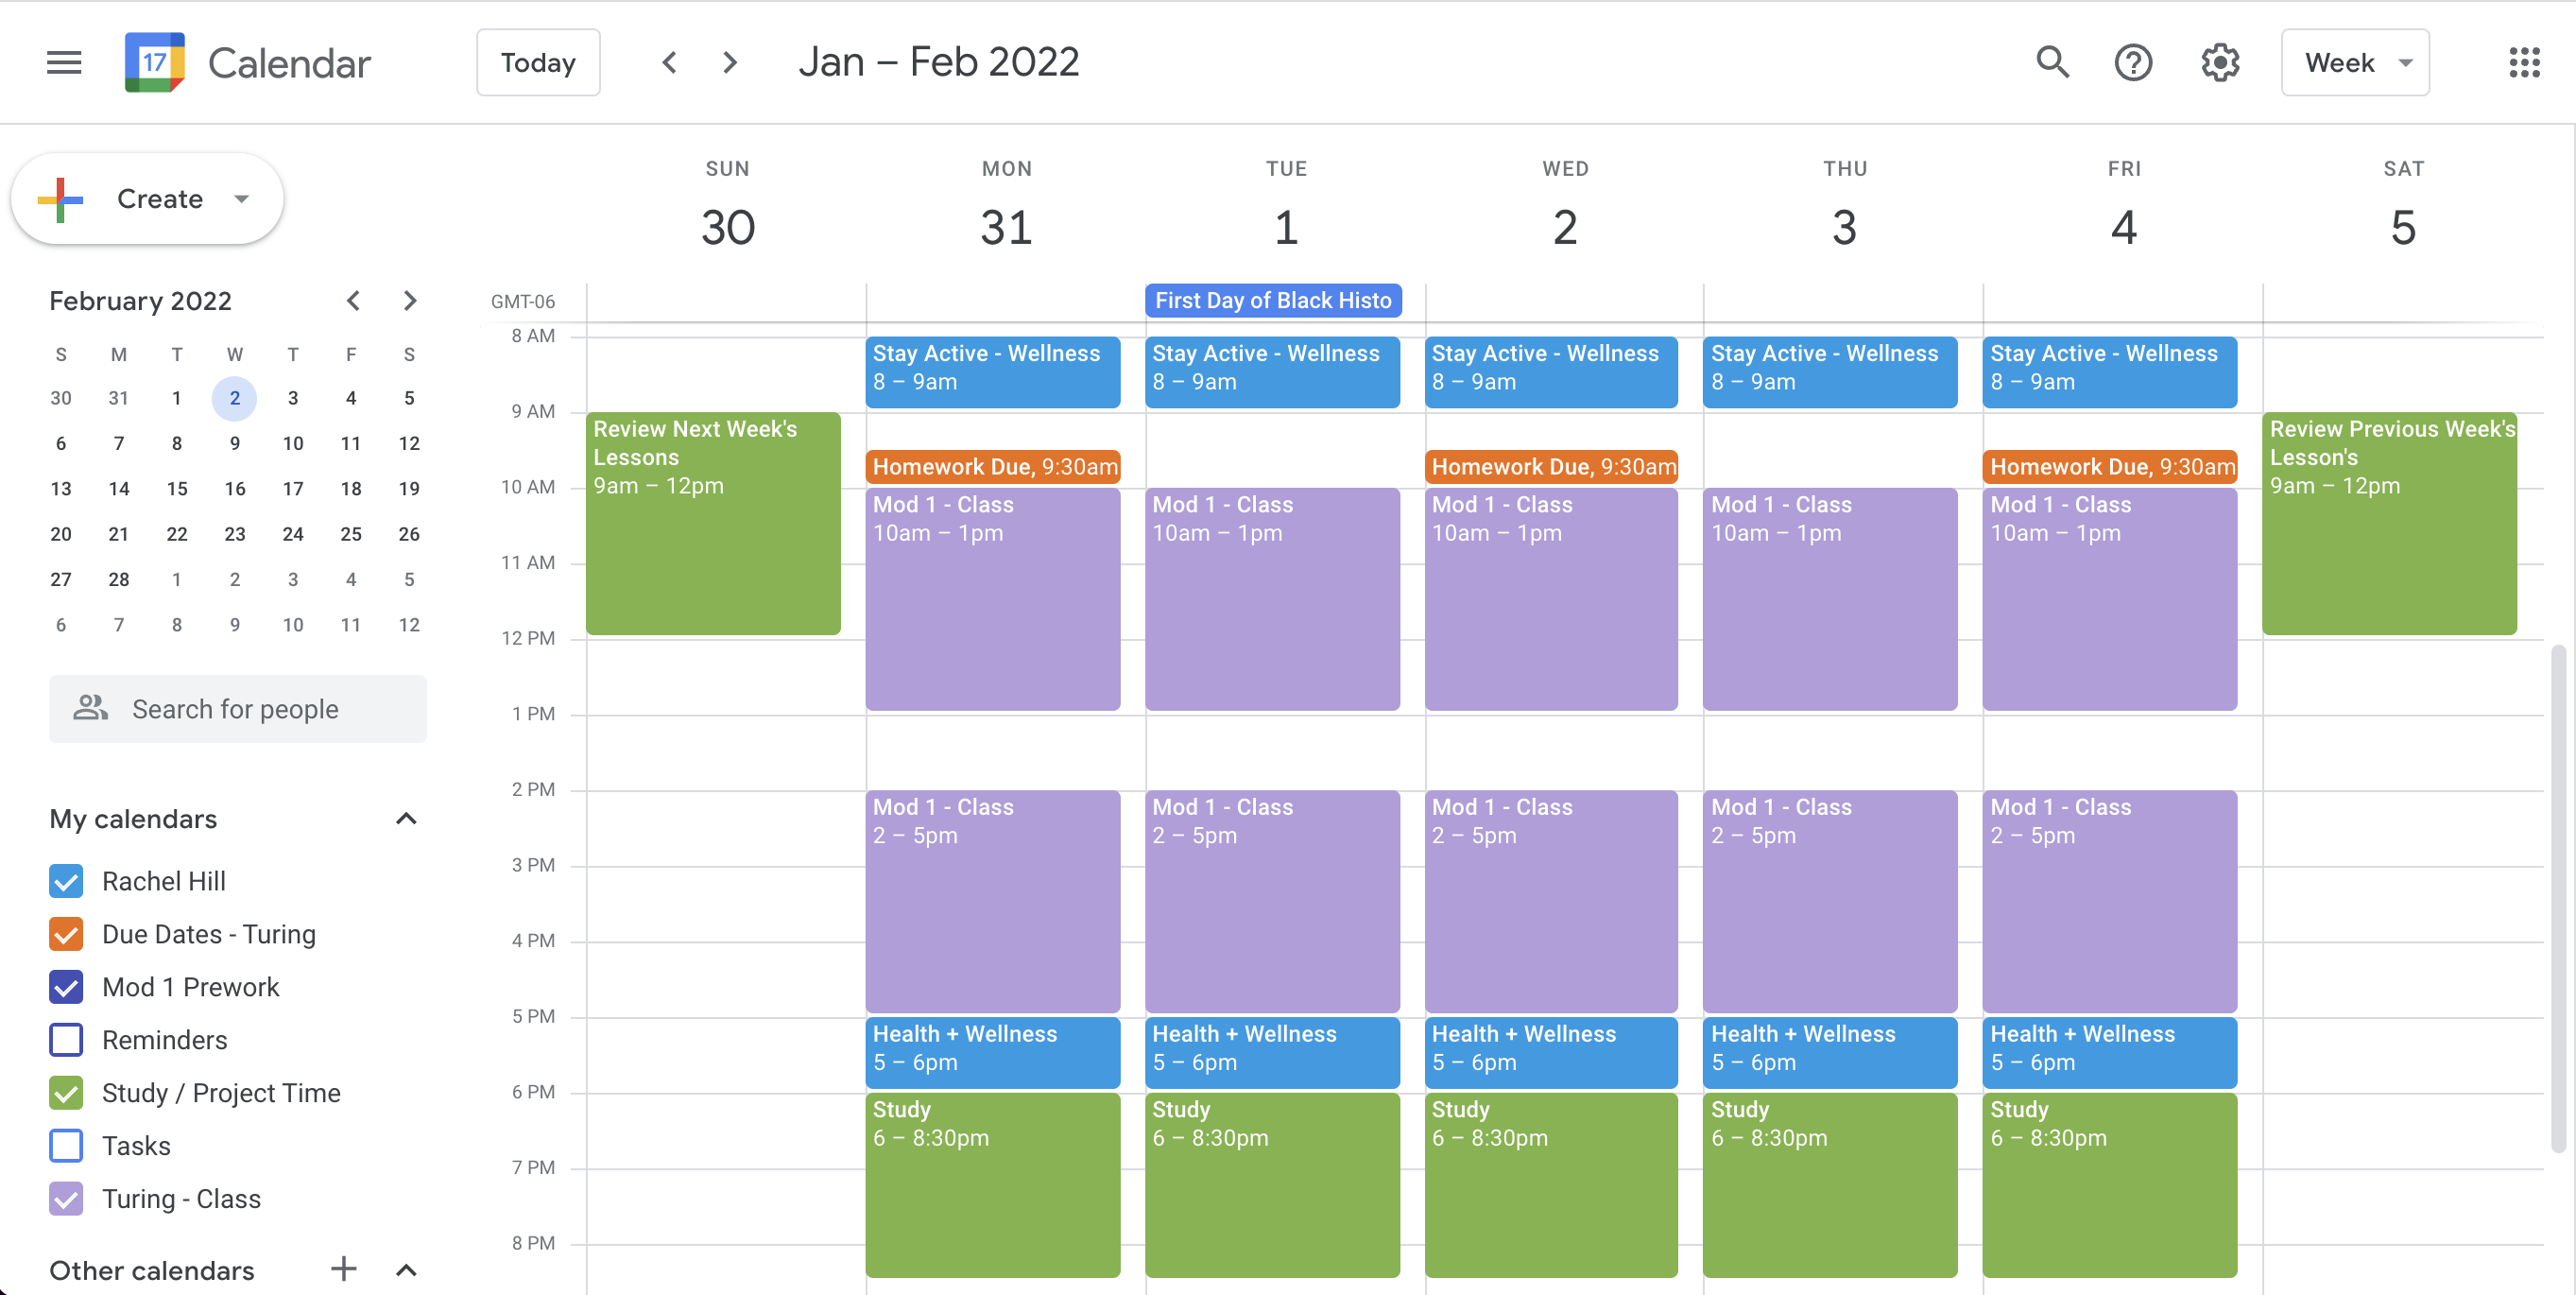 17
Calendar
Today
Jan – Feb 2022
Week
Create
February 2022
S M T W T F S
30 31 1 2 3 4 5
6 7 8 9 10 11 12
13 14 15 16 17 18 19
20 21 22 23 24 25 26
27 28 1 2 3 4 5
6 7 8 9 10 11 12
Search for people
My calendars
Rachel Hill
Due Dates - Turing
Mod 1 Prework
Reminders
Study / Project Time
Tasks
Turing - Class
Other calendars
SUN MON TUE WED THU FRI SAT
30 31 1 2 3 4 5
GMT-06
First Day of Black Histo
8 AM
9 AM
10 AM
11 AM
12 PM
1 PM
2 PM
3 PM
4 PM
5 PM
6 PM
7 PM
8 PM
Review Next Week's
Lessons
9am – 12pm
Stay Active - Wellness
8 – 9am
Homework Due, 9:30am
Mod 1 - Class
10am – 1pm
Mod 1 - Class
2 – 5pm
Health + Wellness
5 – 6pm
Study
6 – 8:30pm
Stay Active - Wellness
8 – 9am
Mod 1 - Class
10am – 1pm
Mod 1 - Class
2 – 5pm
Health + Wellness
5 – 6pm
Study
6 – 8:30pm
Stay Active - Wellness
8 – 9am
Homework Due, 9:30am
Mod 1 - Class
10am – 1pm
Mod 1 - Class
2 – 5pm
Health + Wellness
5 – 6pm
Study
6 – 8:30pm
Stay Active - Wellness
8 – 9am
Mod 1 - Class
10am – 1pm
Mod 1 - Class
2 – 5pm
Health + Wellness
5 – 6pm
Study
6 – 8:30pm
Stay Active - Wellness
8 – 9am
Homework Due, 9:30am
Mod 1 - Class
10am – 1pm
Mod 1 - Class
2 – 5pm
Health + Wellness
5 – 6pm
Study
6 – 8:30pm
Review Previous Week's
Lesson's
9am – 12pm